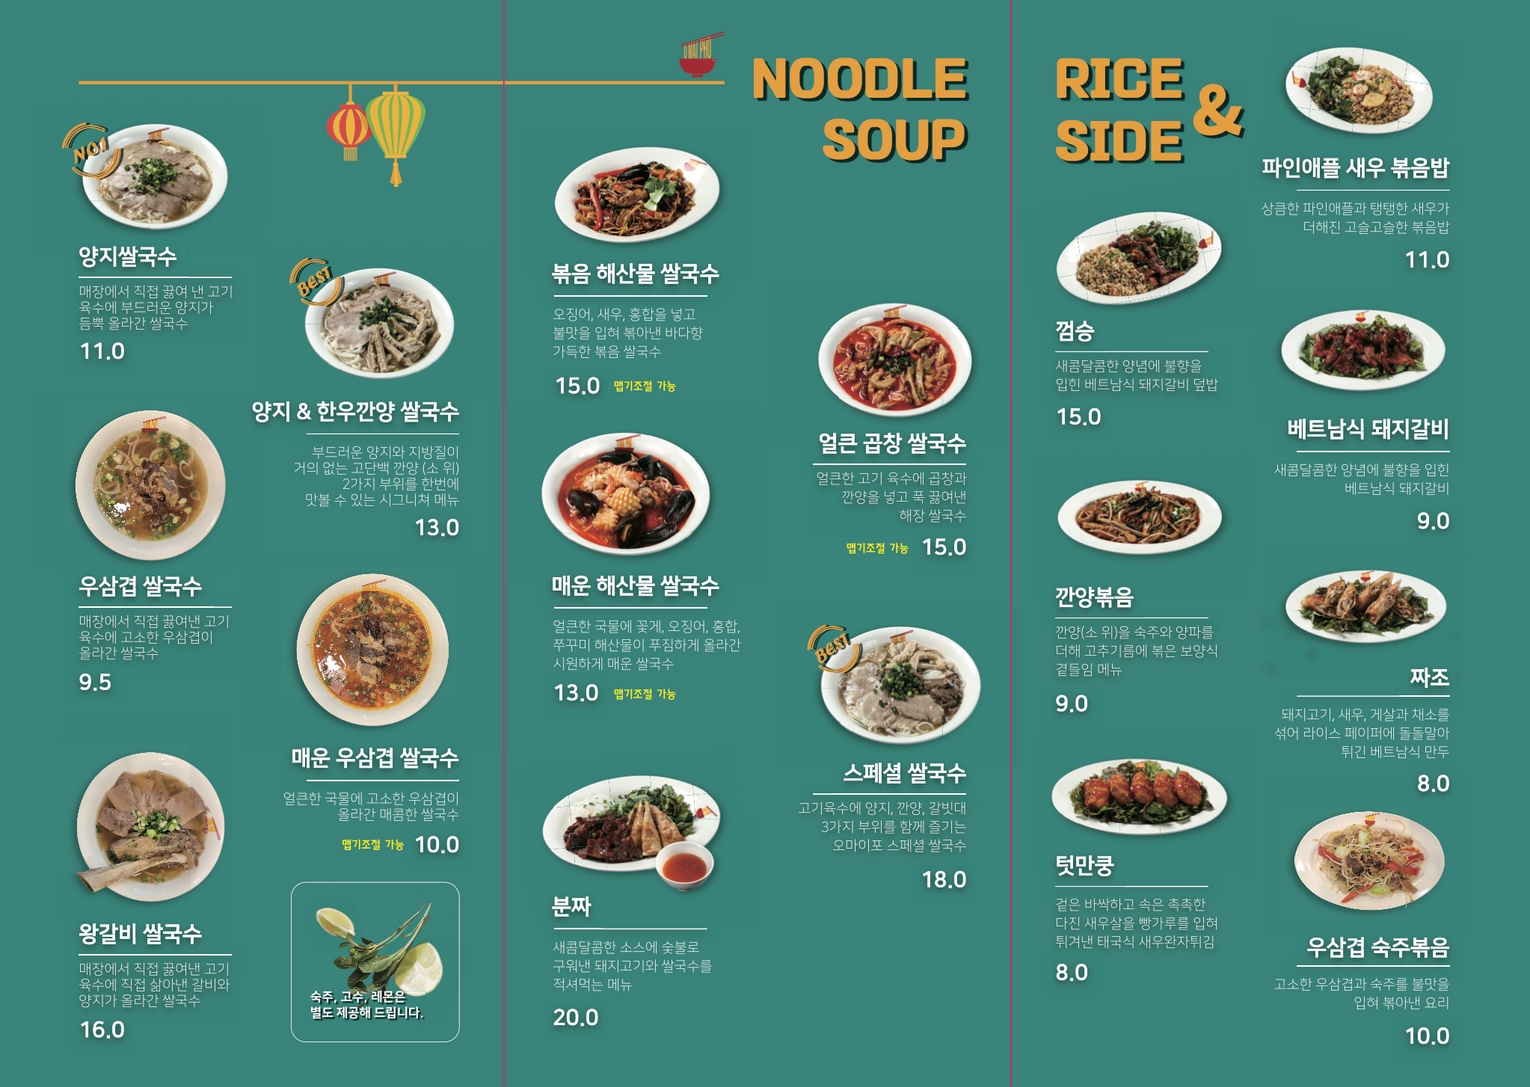 O MAI PHO
NOODLE
SOUP
NO1
양지쌀국수
매장에서 직접 끓여 낸 고기
육수에 부드러운 양지가
듬뿍 올라간 쌀국수
11.0
BEST
양지 & 한우깐양 쌀국수
부드러운 양지와 지방질이
거의 없는 고단백 깐양 (소 위)
2가지 부위를 한번에
맛볼 수 있는 시그니쳐 메뉴
13.0
우삼겹 쌀국수
매장에서 직접 끓여낸 고기
육수에 고소한 우삼겹이
올라간 쌀국수
9.5
매운 우삼겹 쌀국수
얼큰한 국물에 고소한 우삼겹이
올라간 매콤한 쌀국수
맵기조절 가능 10.0
왕갈비 쌀국수
매장에서 직접 끓여낸 고기
육수에 직접 삶아낸 갈비와
양지가 올라간 쌀국수
16.0
숙주, 고수, 레몬은
별도 제공해 드립니다.
볶음 해산물 쌀국수
오징어, 새우, 홍합을 넣고
불맛을 입혀 볶아낸 바다향
가득한 볶음 쌀국수
15.0 맵기조절 가능
얼큰 곱창 쌀국수
얼큰한 고기 육수에 곱창과
깐양을 넣고 푹 끓여낸
해장 쌀국수
맵기조절 가능 15.0
매운 해산물 쌀국수
얼큰한 국물에 꽃게, 오징어, 홍합,
쭈꾸미 해산물이 푸짐하게 올라간
시원하게 매운 쌀국수
13.0 맵기조절 가능
BEST
스페셜 쌀국수
고기육수에 양지, 깐양, 갈빗대
3가지 부위를 함께 즐기는
오마이포 스페셜 쌀국수
18.0
분짜
새콤달콤한 소스에 숯불로
구워낸 돼지고기와 쌀국수를
적셔먹는 메뉴
20.0
RICE
&
SIDE
파인애플 새우 볶음밥
상큼한 파인애플과 탱탱한 새우가
더해진 고슬고슬한 볶음밥
11.0
껌승
새콤달콤한 양념에 불향을
입힌 베트남식 돼지갈비 덮밥
15.0
베트남식 돼지갈비
새콤달콤한 양념에 불향을 입힌
베트남식 돼지갈비
9.0
깐양볶음
깐양(소 위)을 숙주와 양파를
더해 고추기름에 볶은 보양식
곁들임 메뉴
9.0
짜조
돼지고기, 새우, 게살과 채소를
섞어 라이스 페이퍼에 돌돌말아
튀긴 베트남식 만두
8.0
텃만쿵
겉은 바싹하고 속은 촉촉한
다진 새우살을 빵가루를 입혀
튀겨낸 태국식 새우완자튀김
8.0
우삼겹 숙주볶음
고소한 우삼겹과 숙주를 불맛을
입혀 볶아낸 요리
10.0